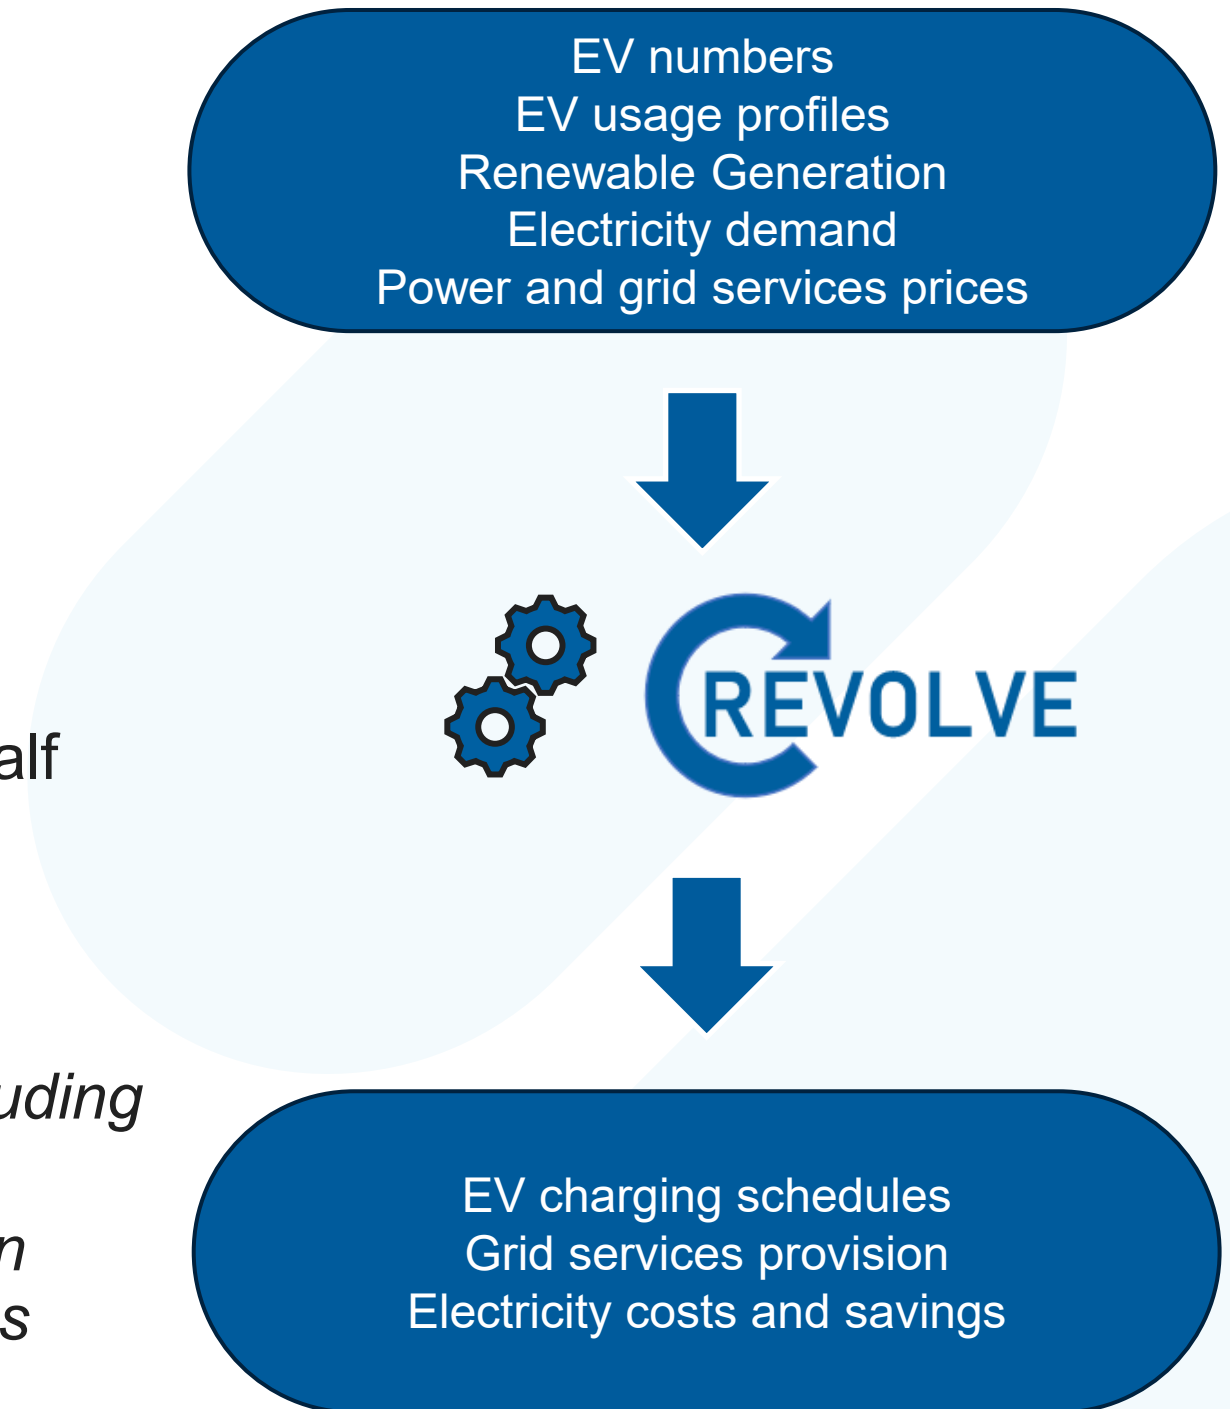 EV numbers
EV usage profiles
Renewable Generation
Electricity demand
Power and grid services prices
REVOLVE
alf
uding
n
s
EV charging schedules
Grid services provision
Electricity costs and savings